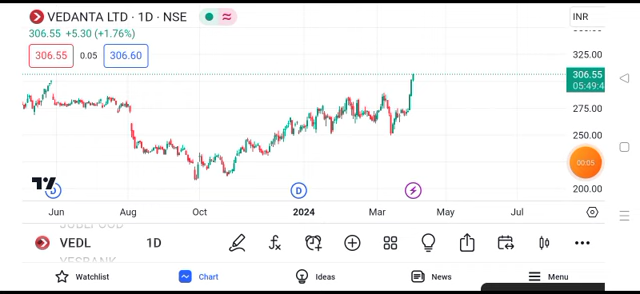 VEDANTA LTD · 1D · NSE
INR
306.55 +5.30 (+1.76%)
306.55 0.05 306.60
325.00
306.55
05:49:4
275.00
250.00
00:05
200.00
D D
Jun Aug Oct 2024 Mar May Jul
JUBLFOOD
VEDL 1D
YESBANK
Watchlist Chart Ideas News Menu